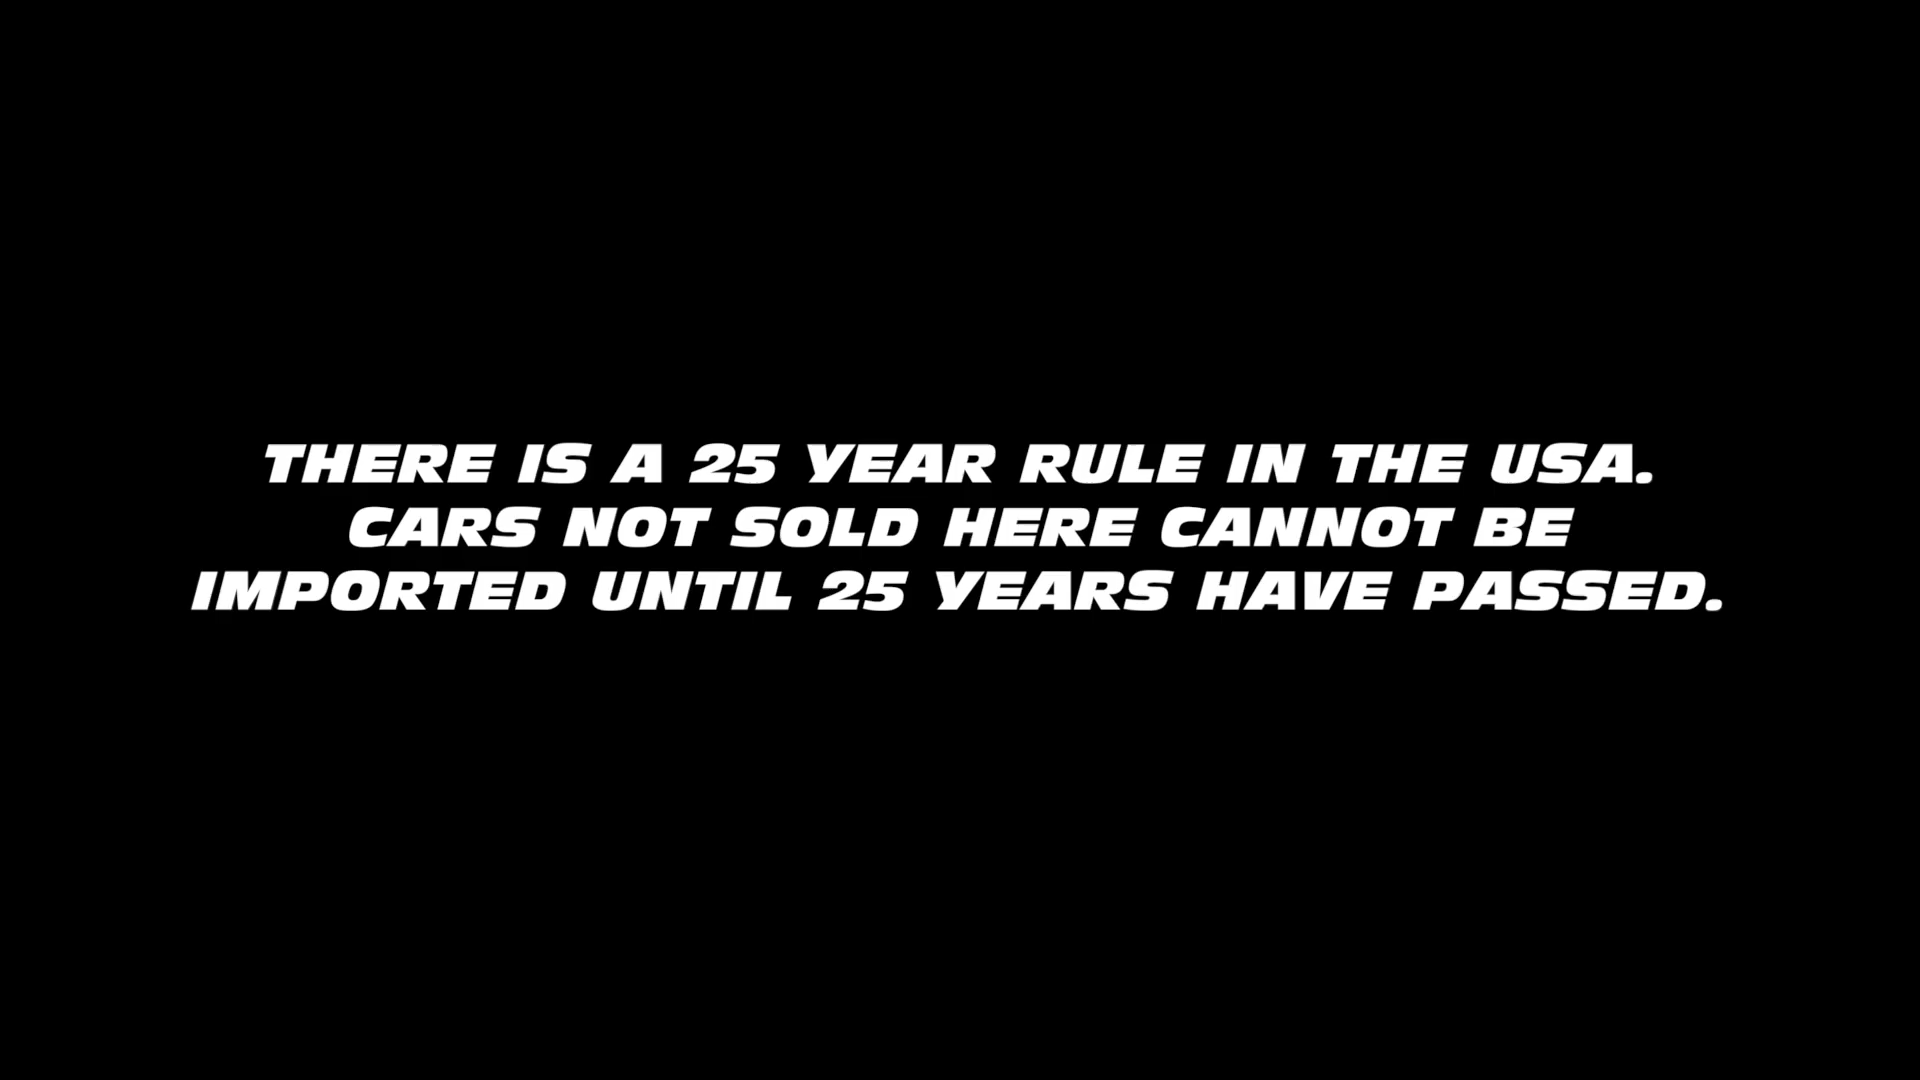 THERE IS A 25 YEAR RULE IN THE USA.
CARS NOT SOLD HERE CANNOT BE
IMPORTED UNTIL 25 YEARS HAVE PASSED.